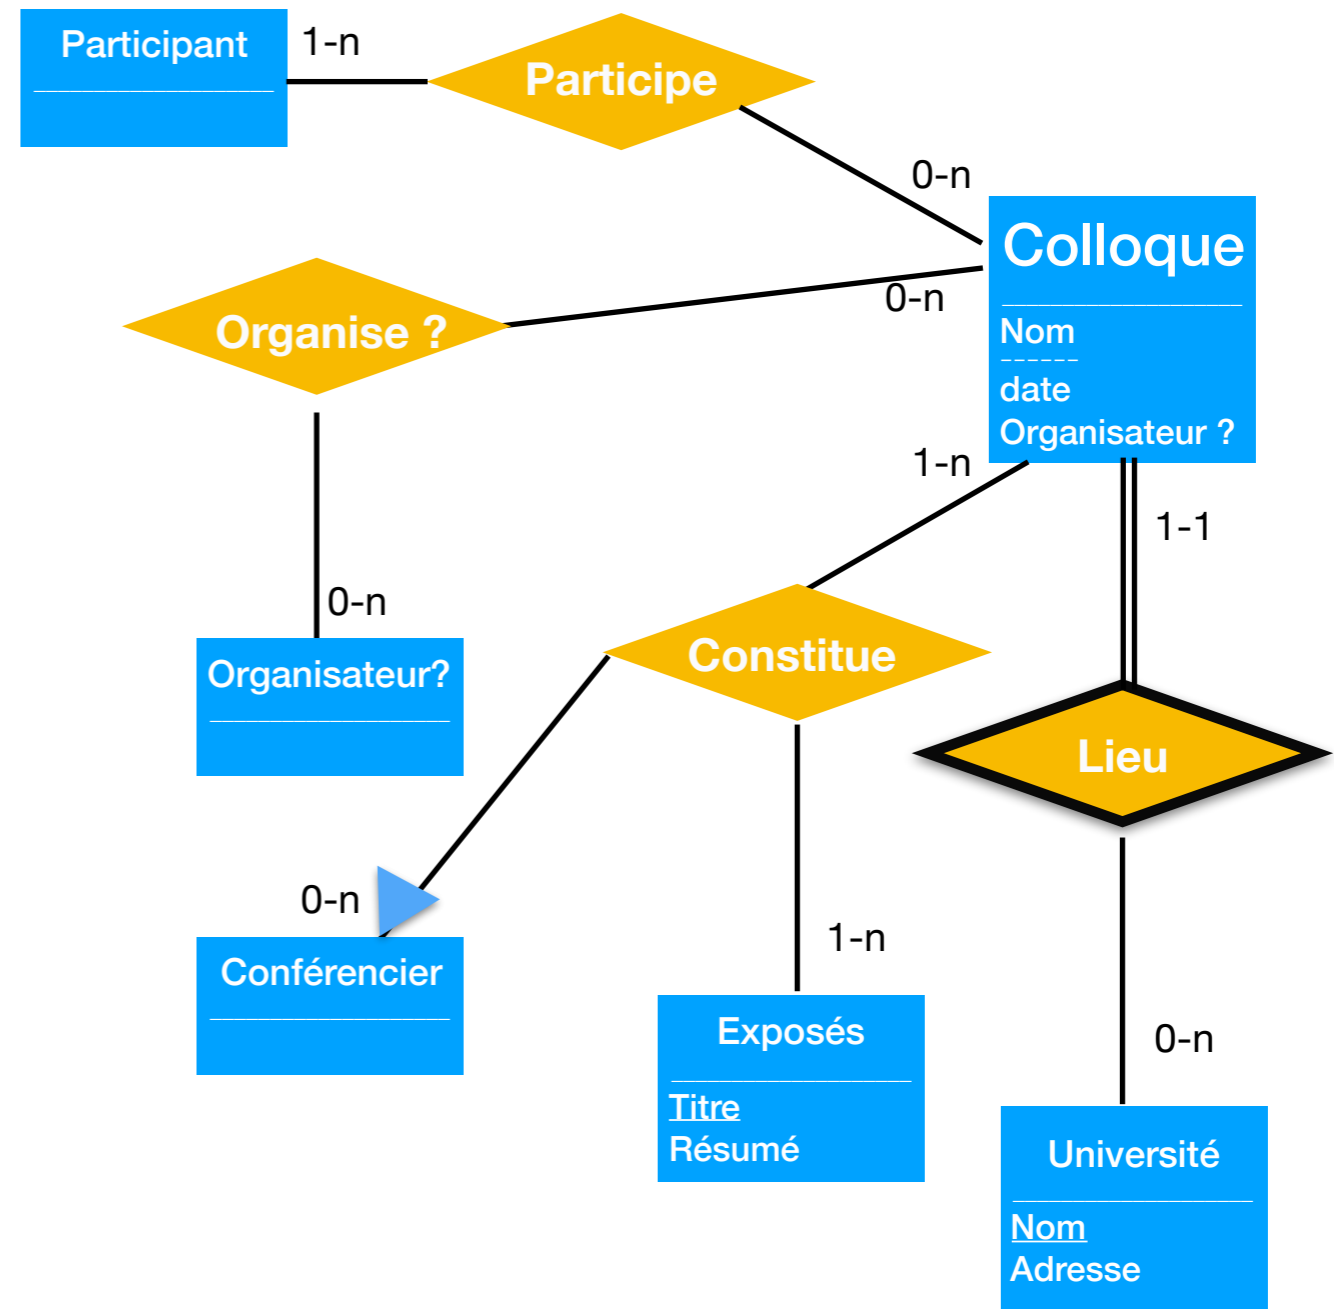 Participant
1-n
Participe
0-n
Colloque
Nom
date
Organisateur ?
Organise ?
0-n
0-n
Organisateur?
1-n
1-1
Constitue
Lieu
0-n
Conférencier
1-n
Exposés
Titre
Résumé
0-n
Université
Nom
Adresse